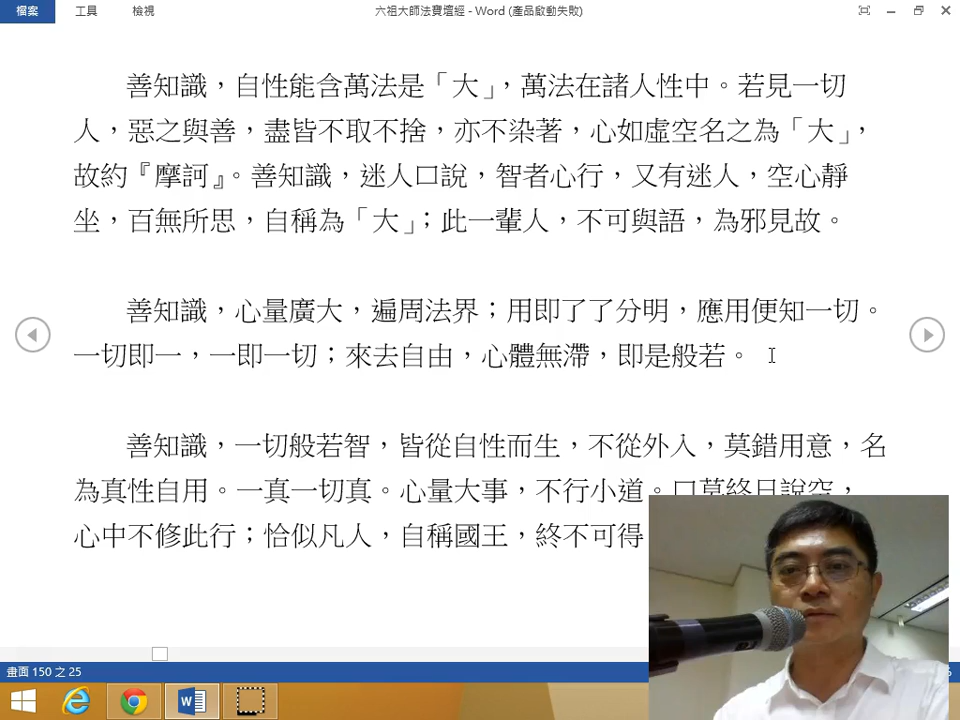 檔案 工具 檢視 六祖大師法寶壇經 - Word (產品啟動失敗)
善知識，自性能含萬法是「大」，萬法在諸人性中。若見一切
人，惡之與善，盡皆不取不捨，亦不染著，心如虛空名之為「大」，
故約『摩訶』。善知識，迷人口說，智者心行，又有迷人，空心靜
坐，百無所思，自稱為「大」；此一輩人，不可與語，為邪見故。
善知識，心量廣大，遍周法界；用即了了分明，應用便知一切。
一切即一，一即一切；來去自由，心體無滯，即是般若。
善知識，一切般若智，皆從自性而生，不從外入，莫錯用意，名
為真性自用。一真一切真。心量大事，不行小道。口莫終日說空，
心中不修此行；恰似凡人，自稱國王，終不可得
畫面 150 之 25